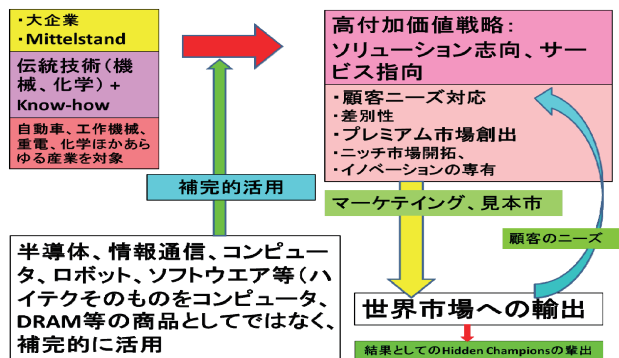 ・大企業
・Mittelstand
伝統技術（機
械、化学）＋
Know-how
自動車、工作機械、
重電、化学ほかあら
ゆる産業を対象
高付加価値戦略：
ソリューション志向、サー
ビス指向
・顧客ニーズ対応
・差別性
・プレミアム市場創出
・ニッチ市場開拓、
・イノベーションの専有
補完的活用
マーケテイング、見本市
顧客のニーズ
半導体、情報通信、コンピュー
タ、ロボット、ソフトウエア等（ハ
イテクそのものをコンピュータ、
DRAM等の商品としてではなく、
補完的に活用
世界市場への輸出
結果としてのHidden Championsの輩出